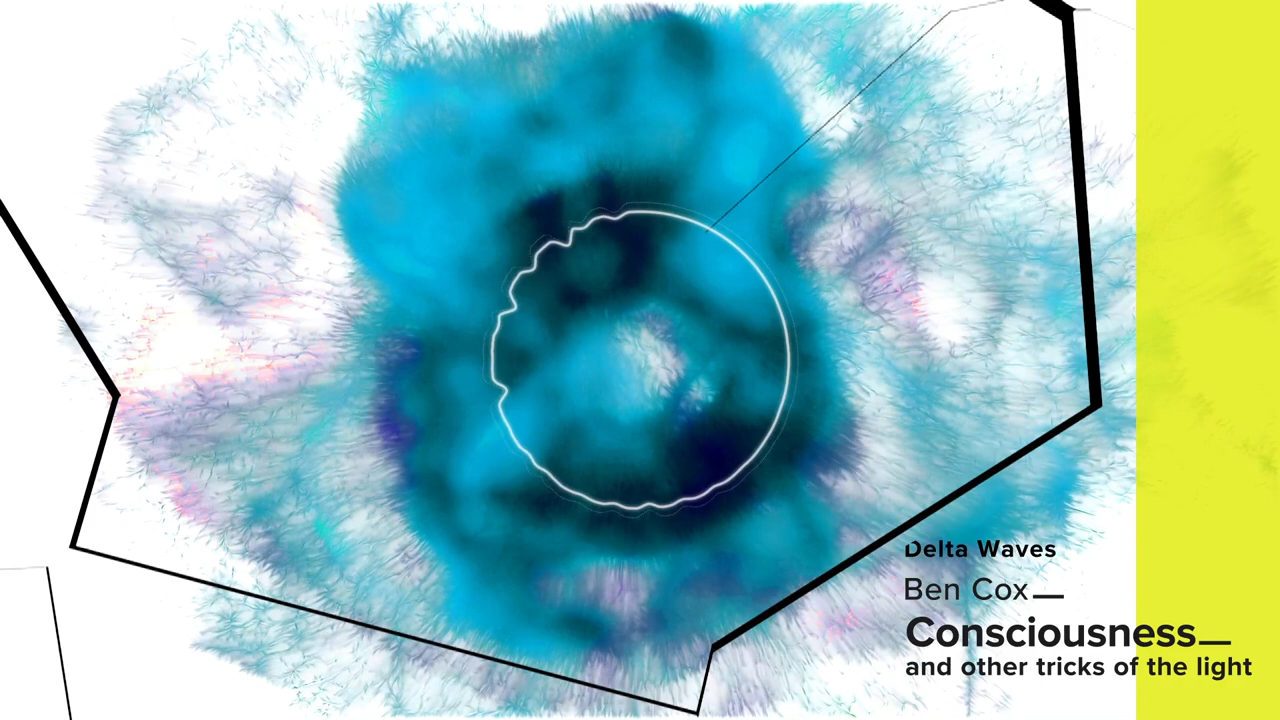 Delta Waves
Ben Cox
Consciousness
and other tricks of the light